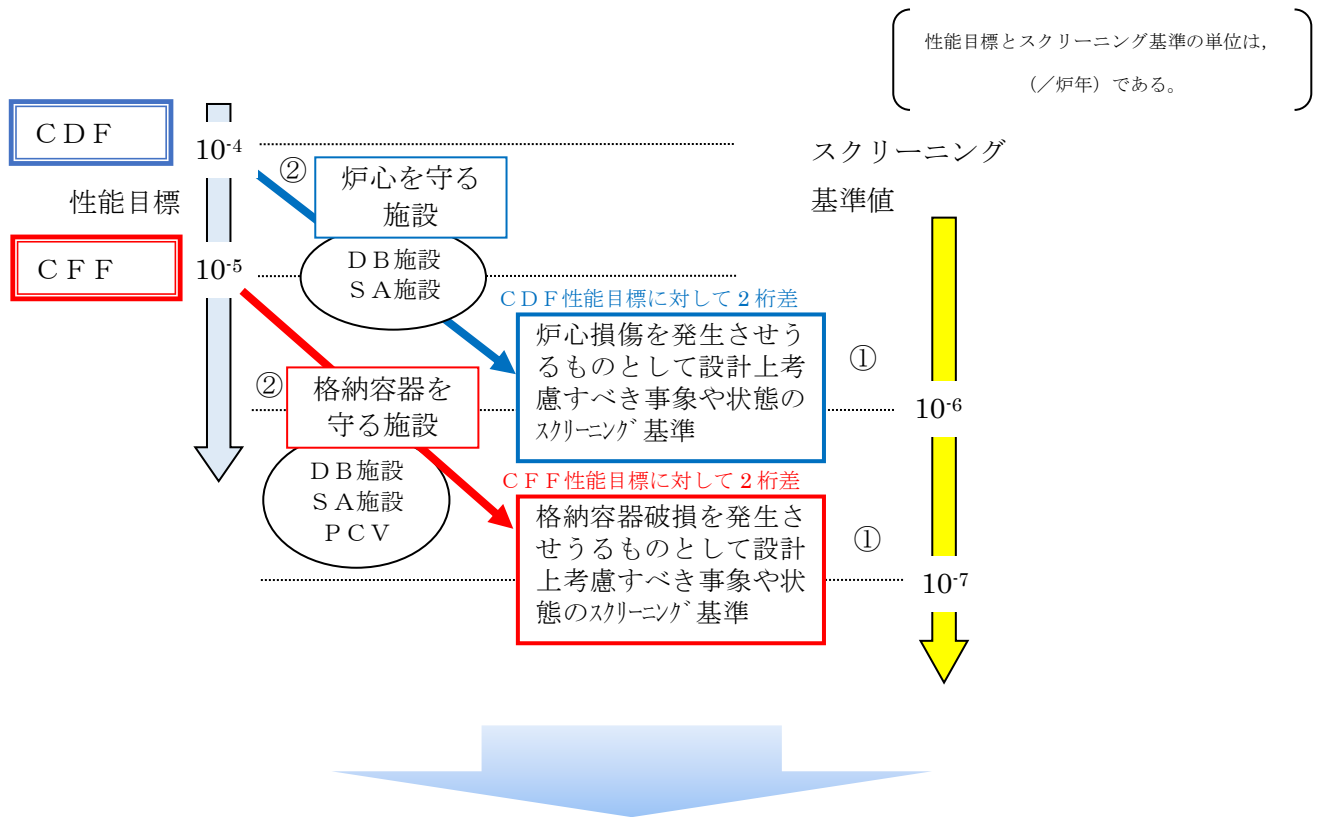 性能目標とスクリーニング基準の単位は，
（／炉年）である。
ＣＤＦ
10-4
性能目標
ＣＦＦ
10-5
②
炉心を守る
施設
ＤＢ施設
ＳＡ施設
スクリーニング
基準値
ＣＤＦ性能目標に対して 2 桁差
炉心損傷を発生させう
るものとして設計上考
慮すべき事象や状態の
ｽｸﾘｰﾆﾝｸﾞ基準
①
10-6
②
格納容器を
守る施設
ＤＢ施設
ＳＡ施設
ＰＣＶ
ＣＦＦ性能目標に対して 2 桁差
格納容器破損を発生さ
せうるものとして設計
上考慮すべき事象や状
態のｽｸﾘｰﾆﾝｸﾞ基準
①
10-7